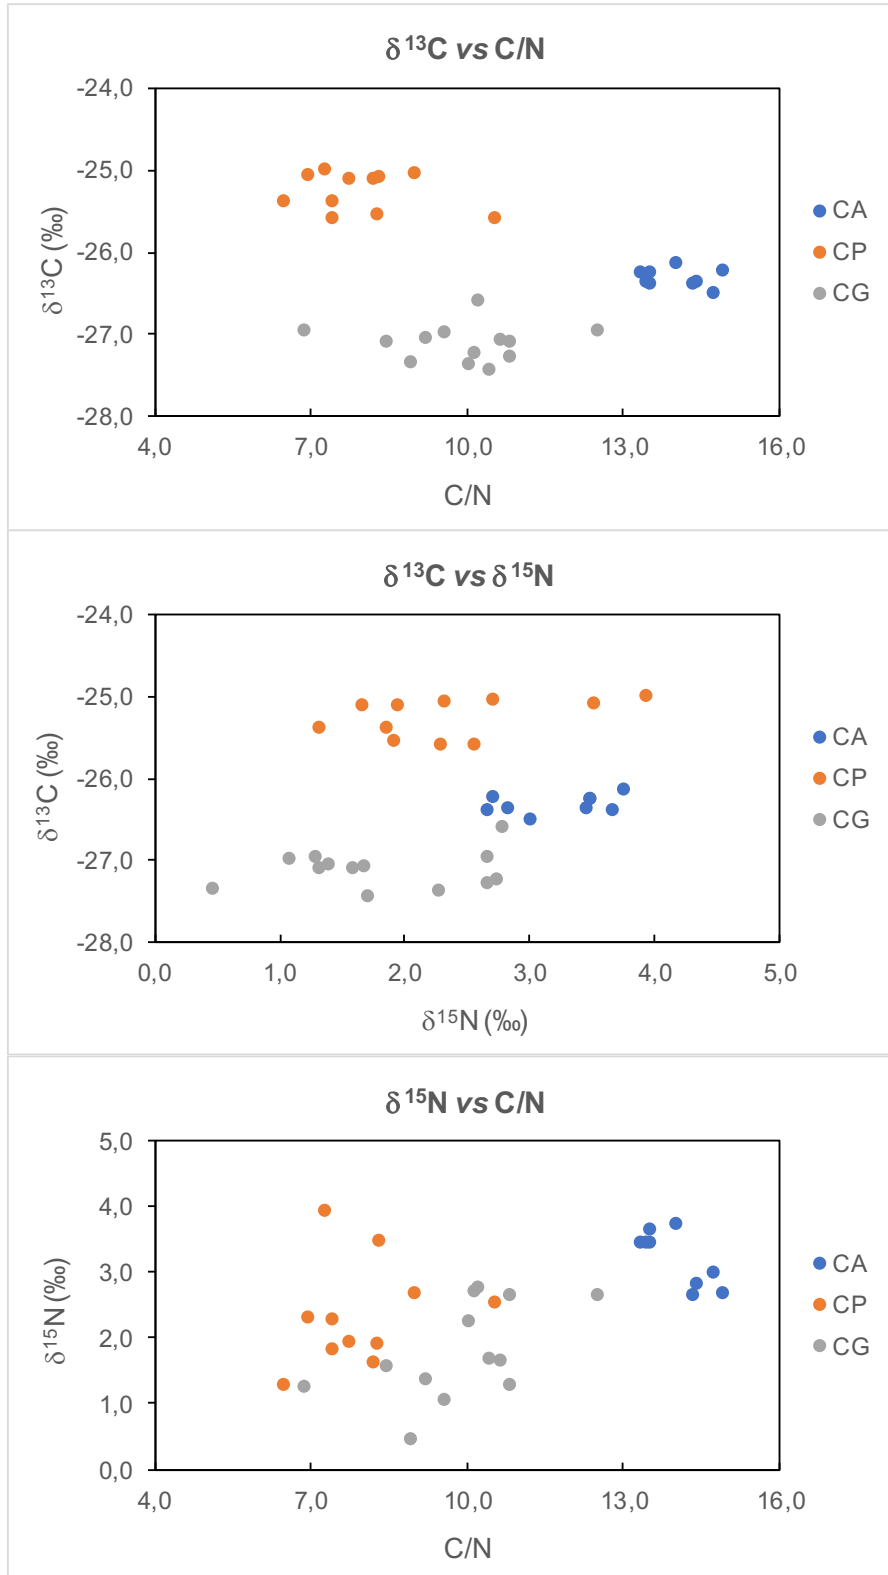 δ¹³C vs C/N
-24,0
-25,0
-26,0
-27,0
-28,0
δ¹³C (‰)
4,0 7,0 10,0 13,0 16,0
C/N
CA
CP
CG
δ¹³C vs δ¹⁵N
-24,0
-25,0
-26,0
-27,0
-28,0
δ¹³C (‰)
0,0 1,0 2,0 3,0 4,0 5,0
δ¹⁵N (‰)
CA
CP
CG
δ¹⁵N vs C/N
5,0
4,0
3,0
2,0
1,0
0,0
δ¹⁵N (‰)
4,0 7,0 10,0 13,0 16,0
C/N
CA
CP
CG